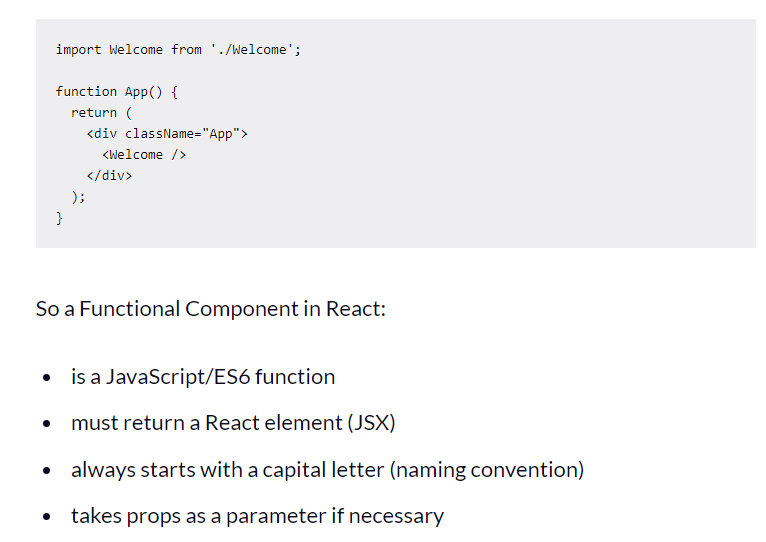 import Welcome from './Welcome';

function App() {
  return (
    <div className="App">
      <Welcome />
    </div>
  );
}

So a Functional Component in React:
• is a JavaScript/ES6 function
• must return a React element (JSX)
• always starts with a capital letter (naming convention)
• takes props as a parameter if necessary